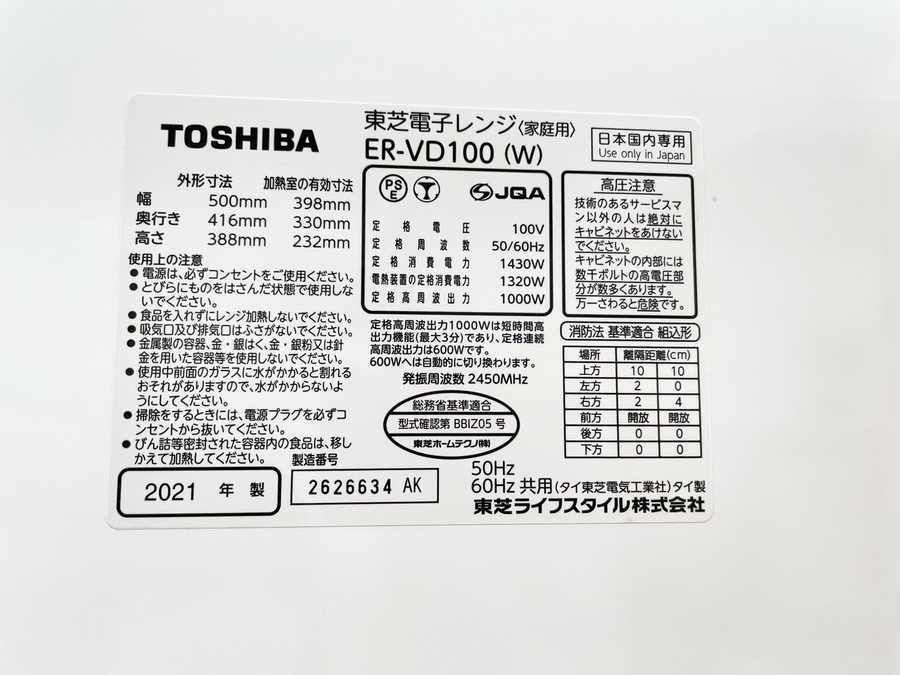 TOSHIBA
東芝電子レンジ〈家庭用〉
ER-VD100 (W)
日本国内専用
Use only in Japan
外形寸法 加熱室の有効寸法
幅 500mm 398mm
奥行き 416mm 330mm
高さ 388mm 232mm
使用上の注意
●電源は、必ずコンセントをご使用ください。
●とびらにものをはさんだ状態で使用しな
いでください。
●食品を入れずにレンジ加熱しないでください。
●吸気口及び排気口はふさがないでください。
●金属製の容器、金・銀はく、金・銀粉又は針
金を用いた容器等を使用しないでください。
●使用中前面のガラスに水がかかると割れる
おそれがありますので、水がかからないよ
うにしてください。
●掃除をするときには、電源プラグを必ずコ
ンセントから抜いてください。
●びん詰等密封された容器内の食品は、移し
かえて加熱してください。
PSE JQA
定格電圧 100V
定格周波数 50/60Hz
定格消費電力 1430W
電熱装置の定格消費電力 1320W
定格高周波出力 1000W
定格高周波出力1000Wは短時間高
出力機能(最大3分)であり、定格連続
高周波出力は600Wです。
600Wへは自動的に切り換わります。
発振周波数 2450MHz
総務省基準適合
型式確認第 BBIZ05 号
東芝ホームテクノ(株)
高圧注意
技術のあるサービスマ
ン以外の人は絶対に
キャビネットをあけない
でください。
キャビネットの内部には
数千ボルトの高電圧部
分が数多くあります。
万一さわると危険です。
消防法 基準適合 組込形
場所 離隔距離(cm)
上方 10 10
左方 2 0
右方 2 4
前方 開放 開放
後方 0 0
下方 0 0
2021 年 製
製造番号
2626634 AK
50Hz
60Hz 共用 (タイ東芝電気工業社)タイ製
東芝ライフスタイル株式会社